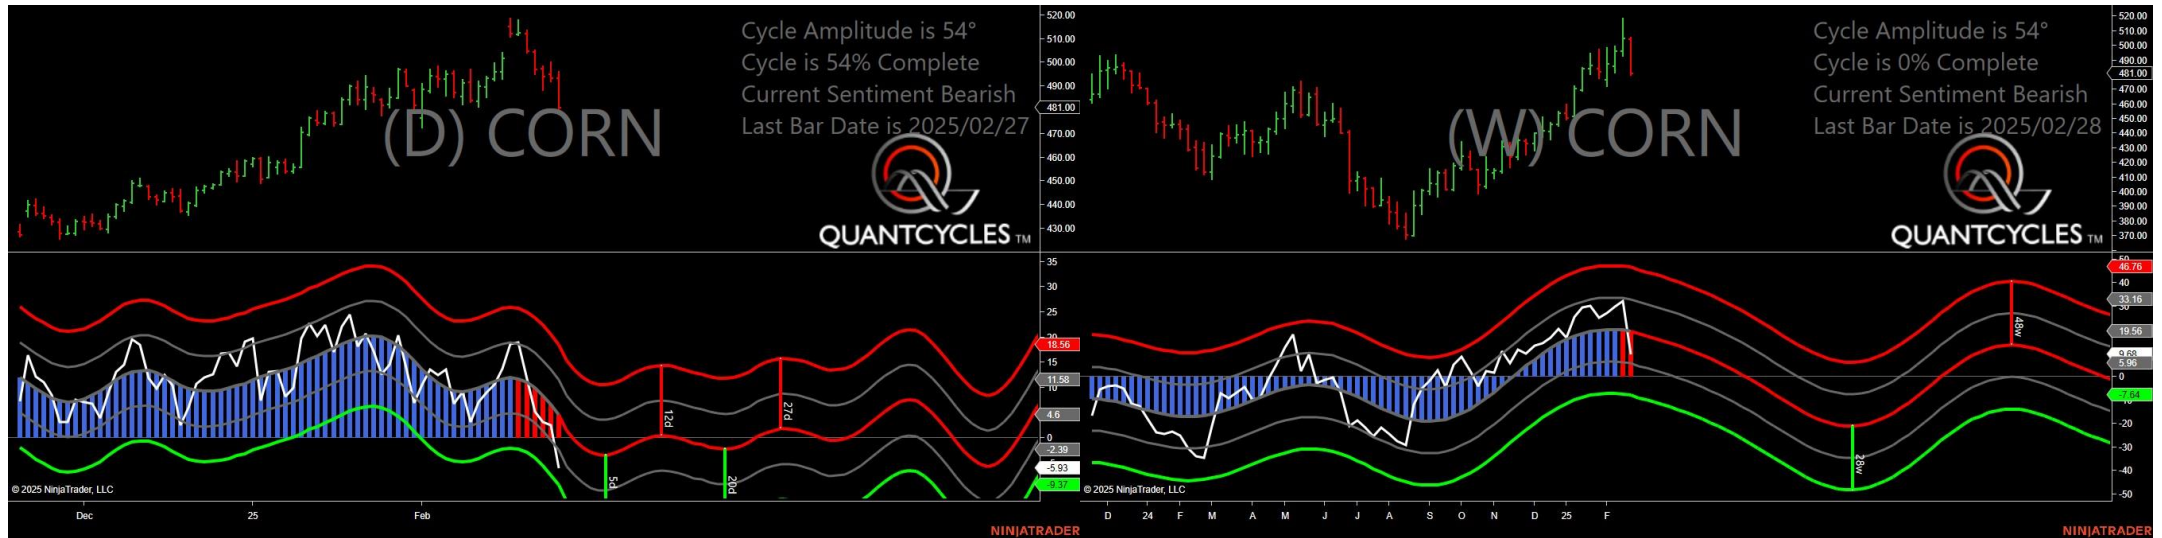 Cycle Amplitude is 54°
Cycle is 54% Complete
Current Sentiment Bearish
Last Bar Date is 2025/02/27
(D) CORN
QUANTCYCLES TM
520.00
510.00
500.00
490.00
481.00
470.00
460.00
450.00
440.00
430.00
35
30
25
20
18.56
15
11.58
10
4.6
0
-2.39
-5.93
-9.37
5d
12d
20d
27d
© 2025 NinjaTrader, LLC
Dec 25 Feb
NINJATRADER
Cycle Amplitude is 54°
Cycle is 0% Complete
Current Sentiment Bearish
Last Bar Date is 2025/02/28
(W) CORN
QUANTCYCLES TM
520.00
510.00
500.00
490.00
481.00
470.00
460.00
450.00
440.00
430.00
420.00
410.00
400.00
390.00
380.00
370.00
50
46.76
40
33.16
30
19.56
9.68
5.96
0
-7.64
-20
-30
-40
-50
28w
48w
© 2025 NinjaTrader, LLC
D 24 F M A M J J A S O N D 25 F
NINJATRADER